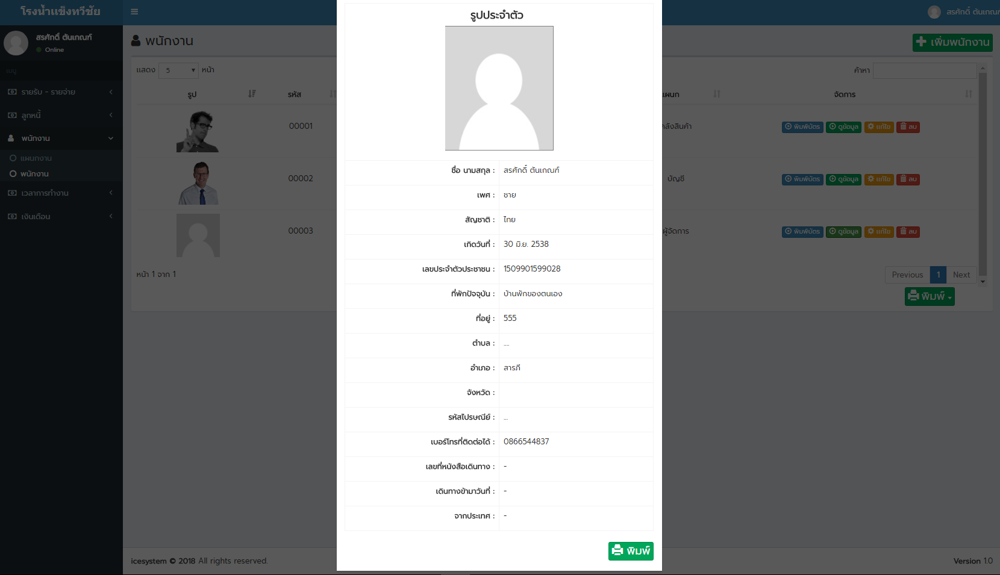 โรงน้ำแข็งทวีชัย
สรศักดิ์ ตันเกณฑ์
สรศักดิ์ ตันเกณฑ์
Online
เมนู
รายรับ - รายจ่าย
ลูกหนี้
พนักงาน
แผนกงาน
พนักงาน
เวลาการทำงาน
เงินเดือน
พนักงาน
เพิ่มพนักงาน
แสดง 5 หน้า
ค้าหา
รูป รหัส แผนก จัดการ
00001 คลังสินค้า พิมพ์บัตร ดูข้อมูล แก้ไข ลบ
00002 บัญชี พิมพ์บัตร ดูข้อมูล แก้ไข ลบ
00003 ผู้จัดการ พิมพ์บัตร ดูข้อมูล แก้ไข ลบ
หน้า 1 จาก 1
Previous 1 Next
พิมพ์
รูปประจำตัว
ชื่อ นามสกุล : สรศักดิ์ ตันเกณฑ์
เพศ : ชาย
สัญชาติ : ไทย
เกิดวันที่ : 30 มิ.ย. 2538
เลขประจำตัวประชาชน : 1509901599028
ที่พักปัจจุบัน : บ้านพักของตนเอง
ที่อยู่ : 555
ตำบล : ....
อำเภอ : สารภี
จังหวัด :
รหัสไปรษณีย์ : ...
เบอร์โทรที่ติดต่อได้ : 0866544837
เลขที่หนังสือเดินทาง : -
เดินทางข้ามาวันที่ : -
จากประเทศ : -
พิมพ์
icesystem © 2018 All rights reserved.
Version 1.0